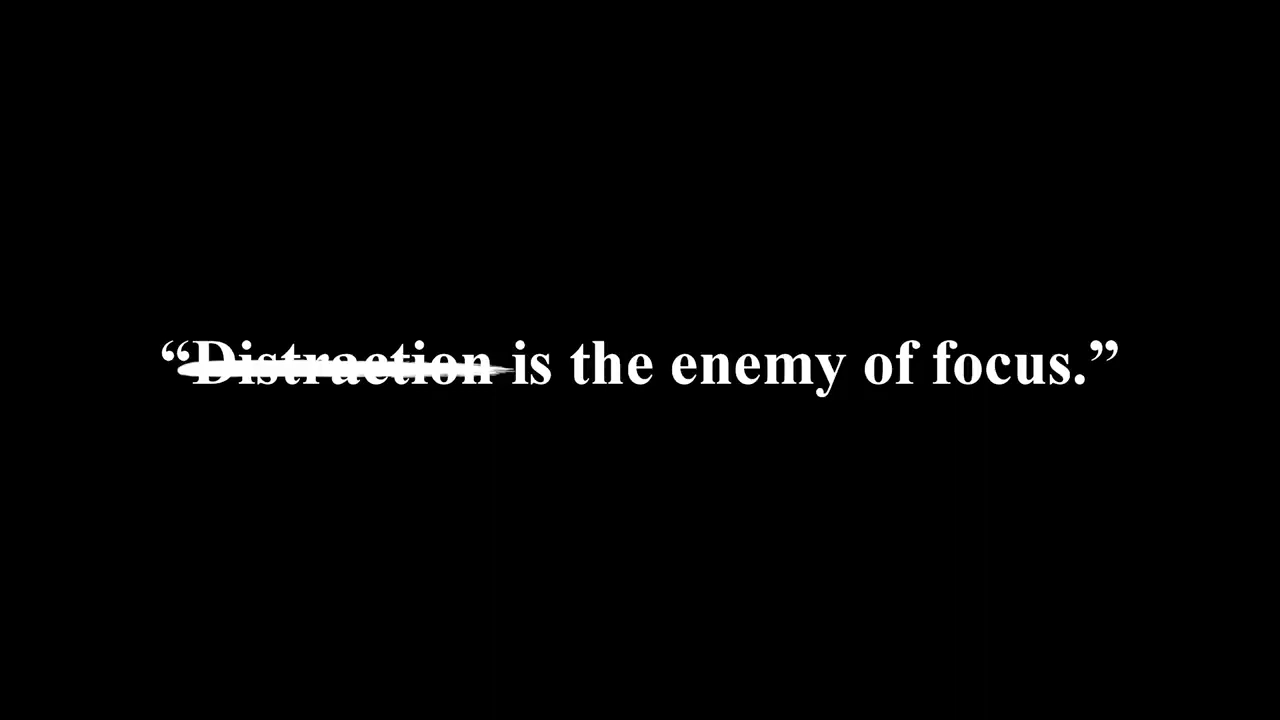 “Distraction is the enemy of focus.”